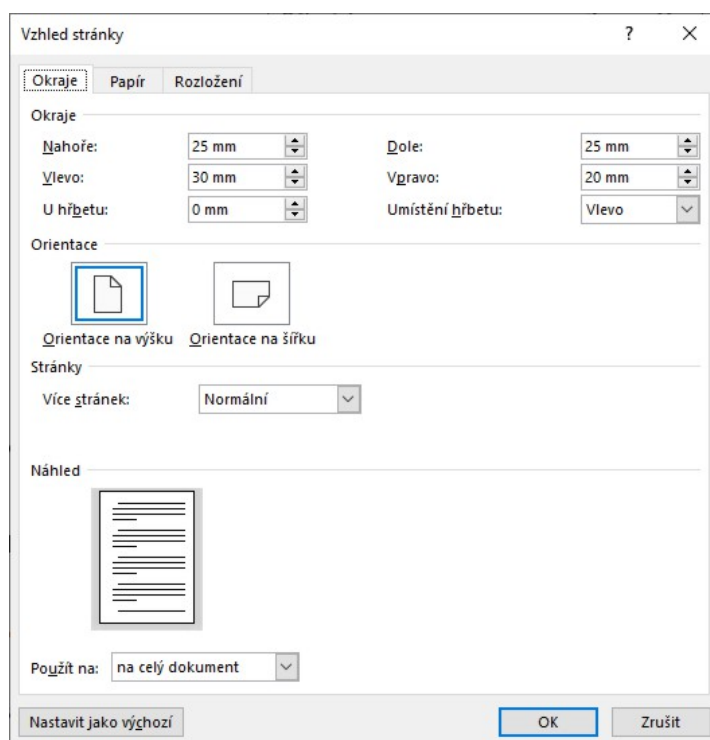 Vzhled stránky ?
Okraje Papír Rozložení
Okraje
Nahoře: 25 mm Dole: 25 mm
Vlevo: 30 mm Vpravo: 20 mm
U hřbetu: 0 mm Umístění hřbetu: Vlevo
Orientace
Orientace na výšku Orientace na šířku
Stránky
Více stránek: Normální
Náhled
Použít na: na celý dokument
Nastavit jako výchozí OK Zrušit